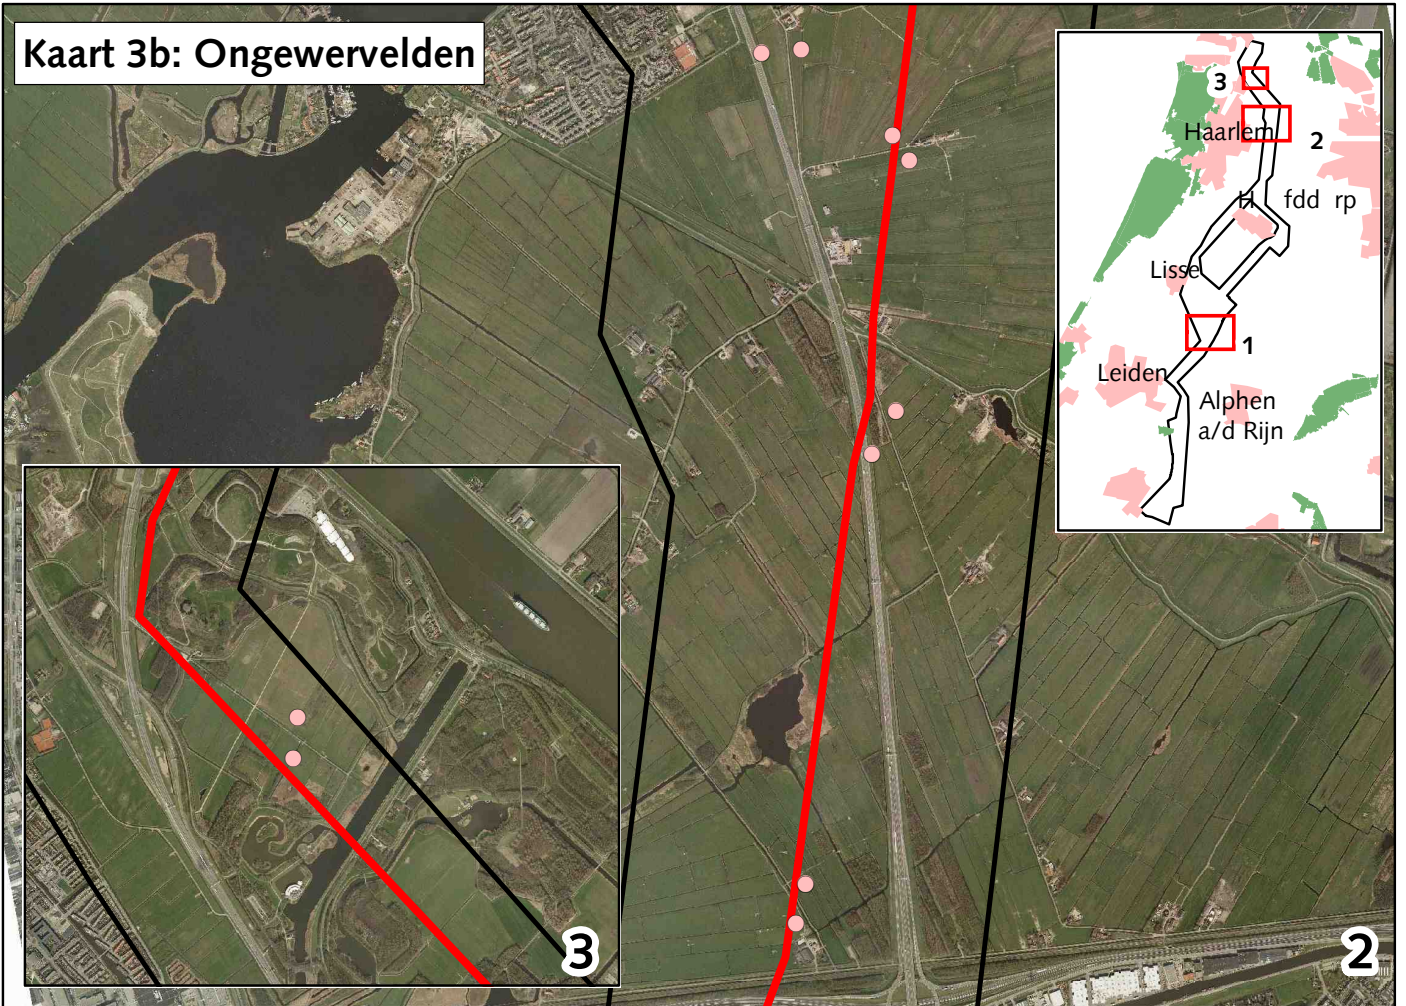 Kaart 3b: Ongewervelden
3
Haarlem
2
H fdd rp
Lisse
1
Leiden
Alphen
a/d Rijn
3
2